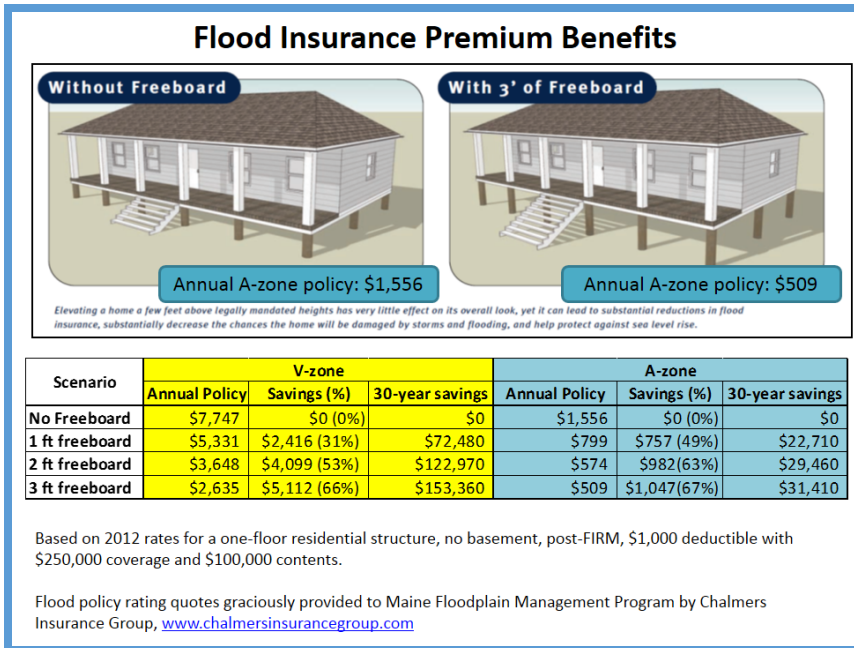 Flood Insurance Premium Benefits
Without Freeboard
With 3' of Freeboard
Annual A-zone policy: $1,556
Annual A-zone policy: $509
Elevating a home a few feet above legally mandated heights has very little effect on its overall look, yet it can lead to substantial reductions in flood
insurance, substantially decrease the chances the home will be damaged by storms and flooding, and help protect against sea level rise.
Scenario V-zone A-zone
Annual Policy Savings (%) 30-year savings Annual Policy Savings (%) 30-year savings
No Freeboard $7,747 $0 (0%) $0 $1,556 $0 (0%) $0
1 ft freeboard $5,331 $2,416 (31%) $72,480 $799 $757 (49%) $22,710
2 ft freeboard $3,648 $4,099 (53%) $122,970 $574 $982(63%) $29,460
3 ft freeboard $2,635 $5,112 (66%) $153,360 $509 $1,047(67%) $31,410
Based on 2012 rates for a one-floor residential structure, no basement, post-FIRM, $1,000 deductible with
$250,000 coverage and $100,000 contents.
Flood policy rating quotes graciously provided to Maine Floodplain Management Program by Chalmers
Insurance Group, www.chalmersinsurancegroup.com